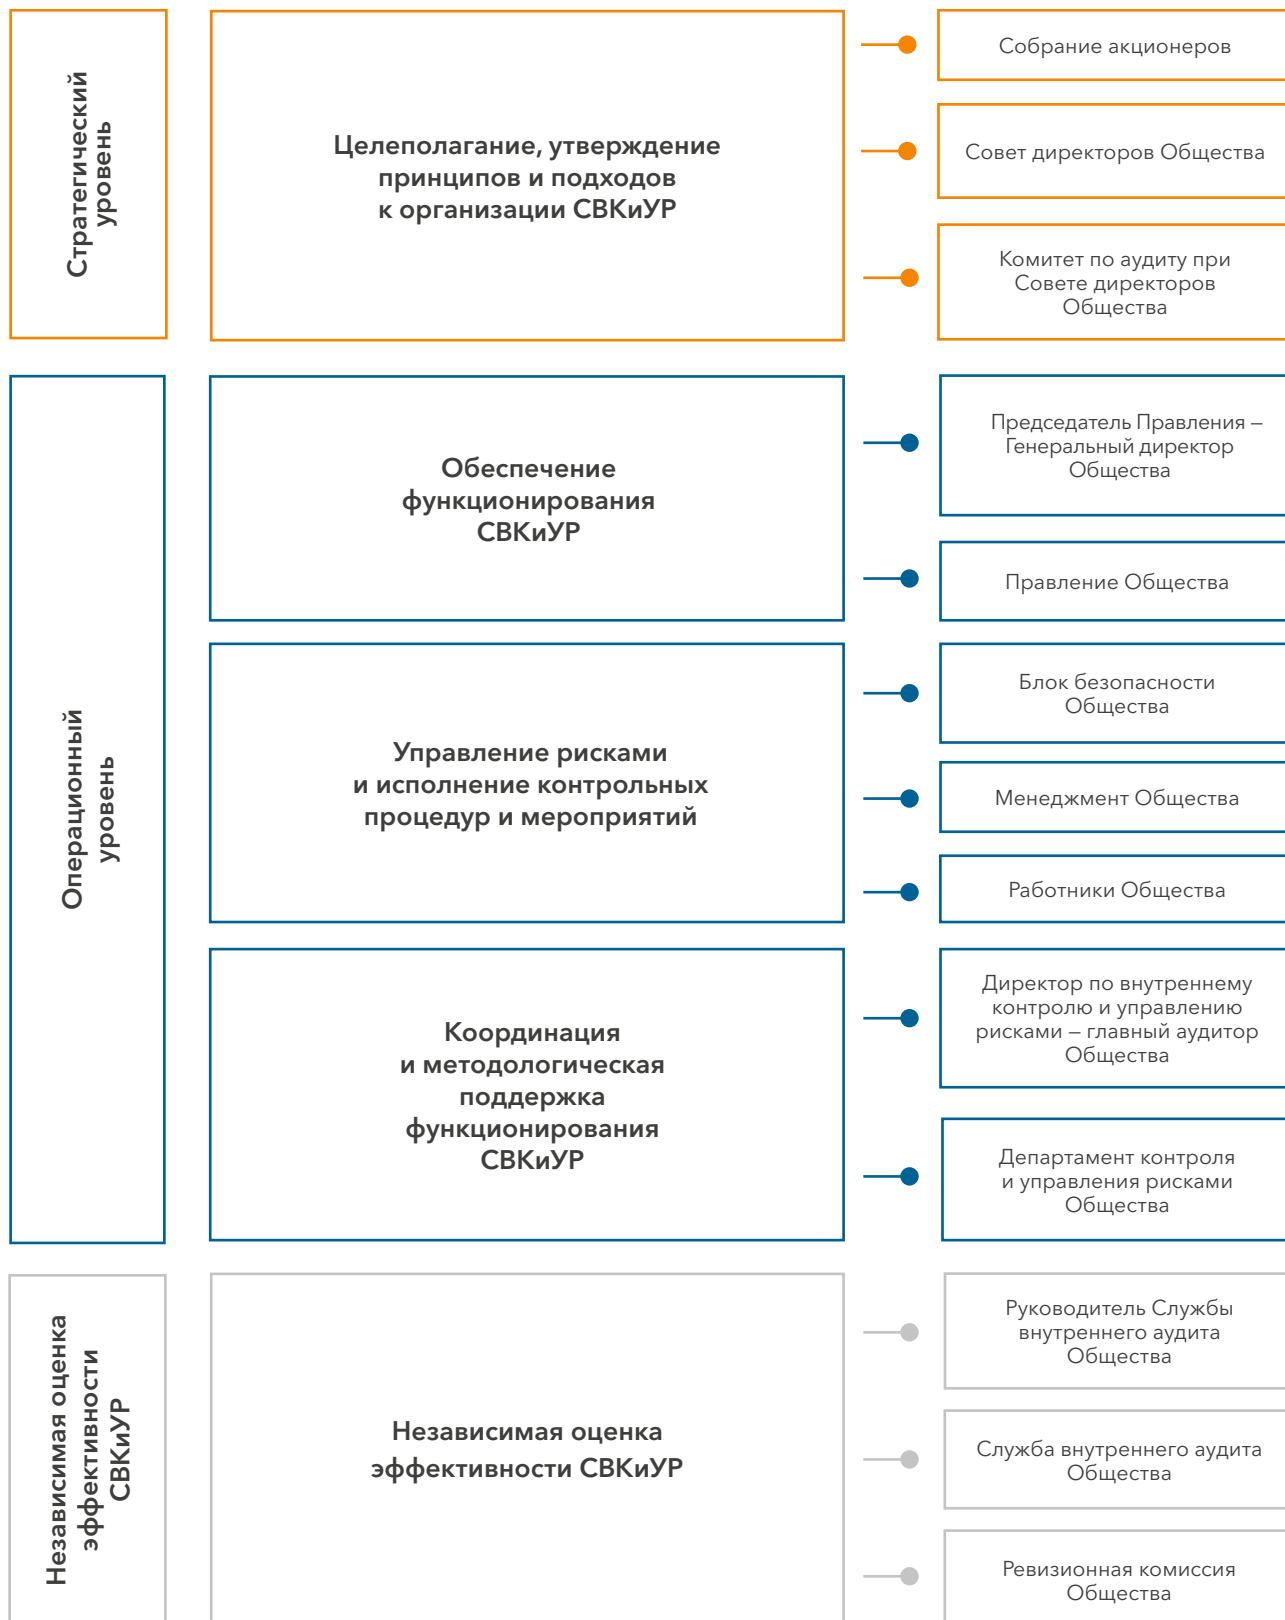 Стратегический
уровень
Целеполагание, утверждение
принципов и подходов
к организации СВКиУР
Собрание акционеров
Совет директоров Общества
Комитет по аудиту при
Совете директоров
Общества
Операционный
уровень
Обеспечение
функционирования
СВКиУР
Председатель Правления —
Генеральный директор
Общества
Правление Общества
Управление рисками
и исполнение контрольных
процедур и мероприятий
Блок безопасности
Общества
Менеджмент Общества
Работники Общества
Координация
и методологическая
поддержка
функционирования
СВКиУР
Директор по внутреннему
контролю и управлению
рисками — главный аудитор
Общества
Департамент контроля
и управления рисками
Общества
Независимая оценка
эффективности
СВКиУР
Независимая оценка
эффективности СВКиУР
Руководитель Службы
внутреннего аудита
Общества
Служба внутреннего аудита
Общества
Ревизионная комиссия
Общества